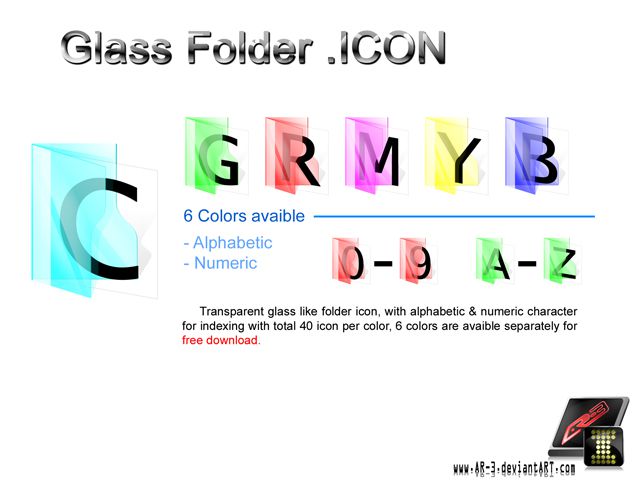 Glass Folder .ICON
C
G R M Y B
6 Colors avaible
- Alphabetic
- Numeric
0 - 9 A - Z
Transparent glass like folder icon, with alphabetic & numeric character
for indexing with total 40 icon per color, 6 colors are avaible separately for
free download.
AR-3
I
www.AR-3.deviantART.com